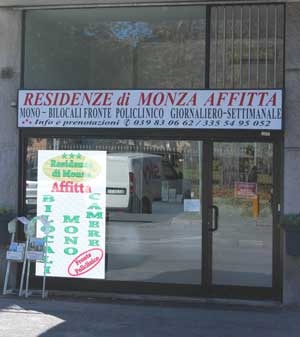 RESIDENZE di MONZA AFFITTA
MONO - BILOCALI FRONTE POLICLINICO GIORNALIERO-SETTIMANALE
Info e prenotazioni ✆ 039 83.06.62 / 335 54 95 052
Residenza
di Monza
Affitta
BILOCALI
MONO
CAMERE
Fronte
Policlinico